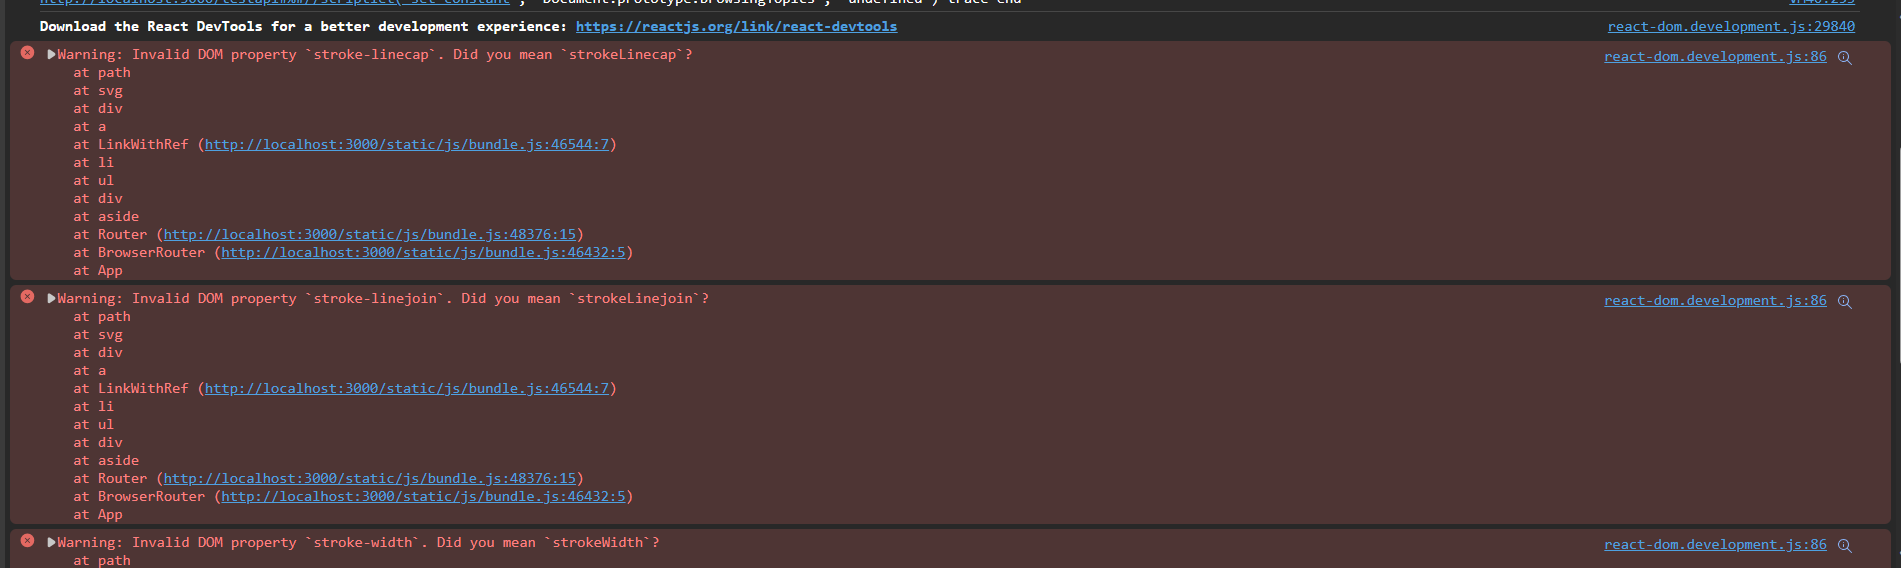 Download the React DevTools for a better development experience: https://reactjs.org/link/react-devtools react-dom.development.js:29840
Warning: Invalid DOM property `stroke-linecap`. Did you mean `strokeLinecap`? react-dom.development.js:86
at path
at svg
at div
at a
at LinkWithRef (http://localhost:3000/static/js/bundle.js:46544:7)
at li
at ul
at div
at aside
at Router (http://localhost:3000/static/js/bundle.js:48376:15)
at BrowserRouter (http://localhost:3000/static/js/bundle.js:46432:5)
at App
Warning: Invalid DOM property `stroke-linejoin`. Did you mean `strokeLinejoin`? react-dom.development.js:86
at path
at svg
at div
at a
at LinkWithRef (http://localhost:3000/static/js/bundle.js:46544:7)
at li
at ul
at div
at aside
at Router (http://localhost:3000/static/js/bundle.js:48376:15)
at BrowserRouter (http://localhost:3000/static/js/bundle.js:46432:5)
at App
Warning: Invalid DOM property `stroke-width`. Did you mean `strokeWidth`? react-dom.development.js:86
at path